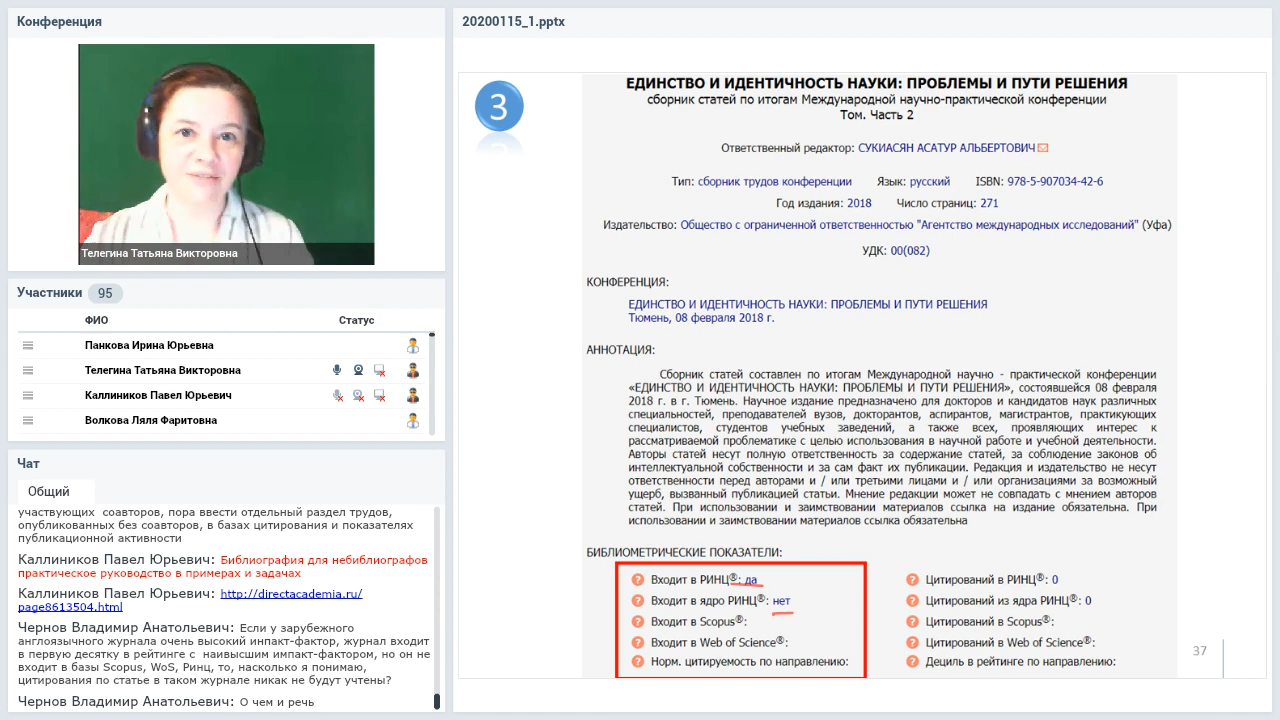 Конференция
Телегина Татьяна Викторовна
Участники 95
ФИО Статус
Панкова Ирина Юрьевна
Телегина Татьяна Викторовна
Каллиников Павел Юрьевич
Волкова Ляля Фаритовна
Чат
Общий
участвующих соавторов, пора ввести отдельный раздел трудов,
опубликованных без соавторов, в базах цитирования и показателях
публикационной активности
Каллиников Павел Юрьевич: Библиография для небиблиографов
практическое руководство в примерах и задачах
Каллиников Павел Юрьевич: http://directacademia.ru/
page8613504.html
Чернов Владимир Анатольевич: Если у зарубежного
англоязычного журнала очень высокий инпакт-фактор, журнал входит
в первую десятку в рейтинге с наивысшим импакт-фактором, но он не
входит в базы Scopus, WoS, Ринц, то, насколько я понимаю,
цитирования по статье в таком журнале никак не будут учтены?
Чернов Владимир Анатольевич: О чем и речь
20200115_1.pptx
3
ЕДИНСТВО И ИДЕНТИЧНОСТЬ НАУКИ: ПРОБЛЕМЫ И ПУТИ РЕШЕНИЯ
сборник статей по итогам Международной научно-практической конференции
Том. Часть 2
Ответственный редактор: СУКИАСЯН АСАТУР АЛЬБЕРТОВИЧ
Тип: сборник трудов конференции Язык: русский ISBN: 978-5-907034-42-6
Год издания: 2018 Число страниц: 271
Издательство: Общество с ограниченной ответственностью "Агентство международных исследований" (Уфа)
УДК: 00(082)
КОНФЕРЕНЦИЯ:
ЕДИНСТВО И ИДЕНТИЧНОСТЬ НАУКИ: ПРОБЛЕМЫ И ПУТИ РЕШЕНИЯ
Тюмень, 08 февраля 2018 г.
АННОТАЦИЯ:
Сборник статей составлен по итогам Международной научно - практической конференции
«ЕДИНСТВО И ИДЕНТИЧНОСТЬ НАУКИ: ПРОБЛЕМЫ И ПУТИ РЕШЕНИЯ», состоявшейся 08 февраля
2018 г. в г. Тюмень. Научное издание предназначено для докторов и кандидатов наук различных
специальностей, преподавателей вузов, докторантов, аспирантов, магистрантов, практикующих
специалистов, студентов учебных заведений, а также всех, проявляющих интерес к
рассматриваемой проблематике с целью использования в научной работе и учебной деятельности.
Авторы статей несут полную ответственность за содержание статей, за соблюдение законов об
интеллектуальной собственности и за сам факт их публикации. Редакция и издательство не несут
ответственности перед авторами и / или третьими лицами и / или организациями за возможный
ущерб, вызванный публикацией статьи. Мнение редакции может не совпадать с мнением авторов
статей. При использовании и заимствовании материалов ссылка на издание обязательна. При
использовании и заимствовании материалов ссылка обязательна
БИБЛИОМЕТРИЧЕСКИЕ ПОКАЗАТЕЛИ:
? Входит в РИНЦ®: да ? Цитирований в РИНЦ®: 0
? Входит в ядро РИНЦ®: нет ? Цитирований из ядра РИНЦ®: 0
? Входит в Scopus®: ? Цитирований в Scopus®:
? Входит в Web of Science®: ? Цитирований в Web of Science®:
? Норм. цитируемость по направлению: ? Дециль в рейтинге по направлению:
37